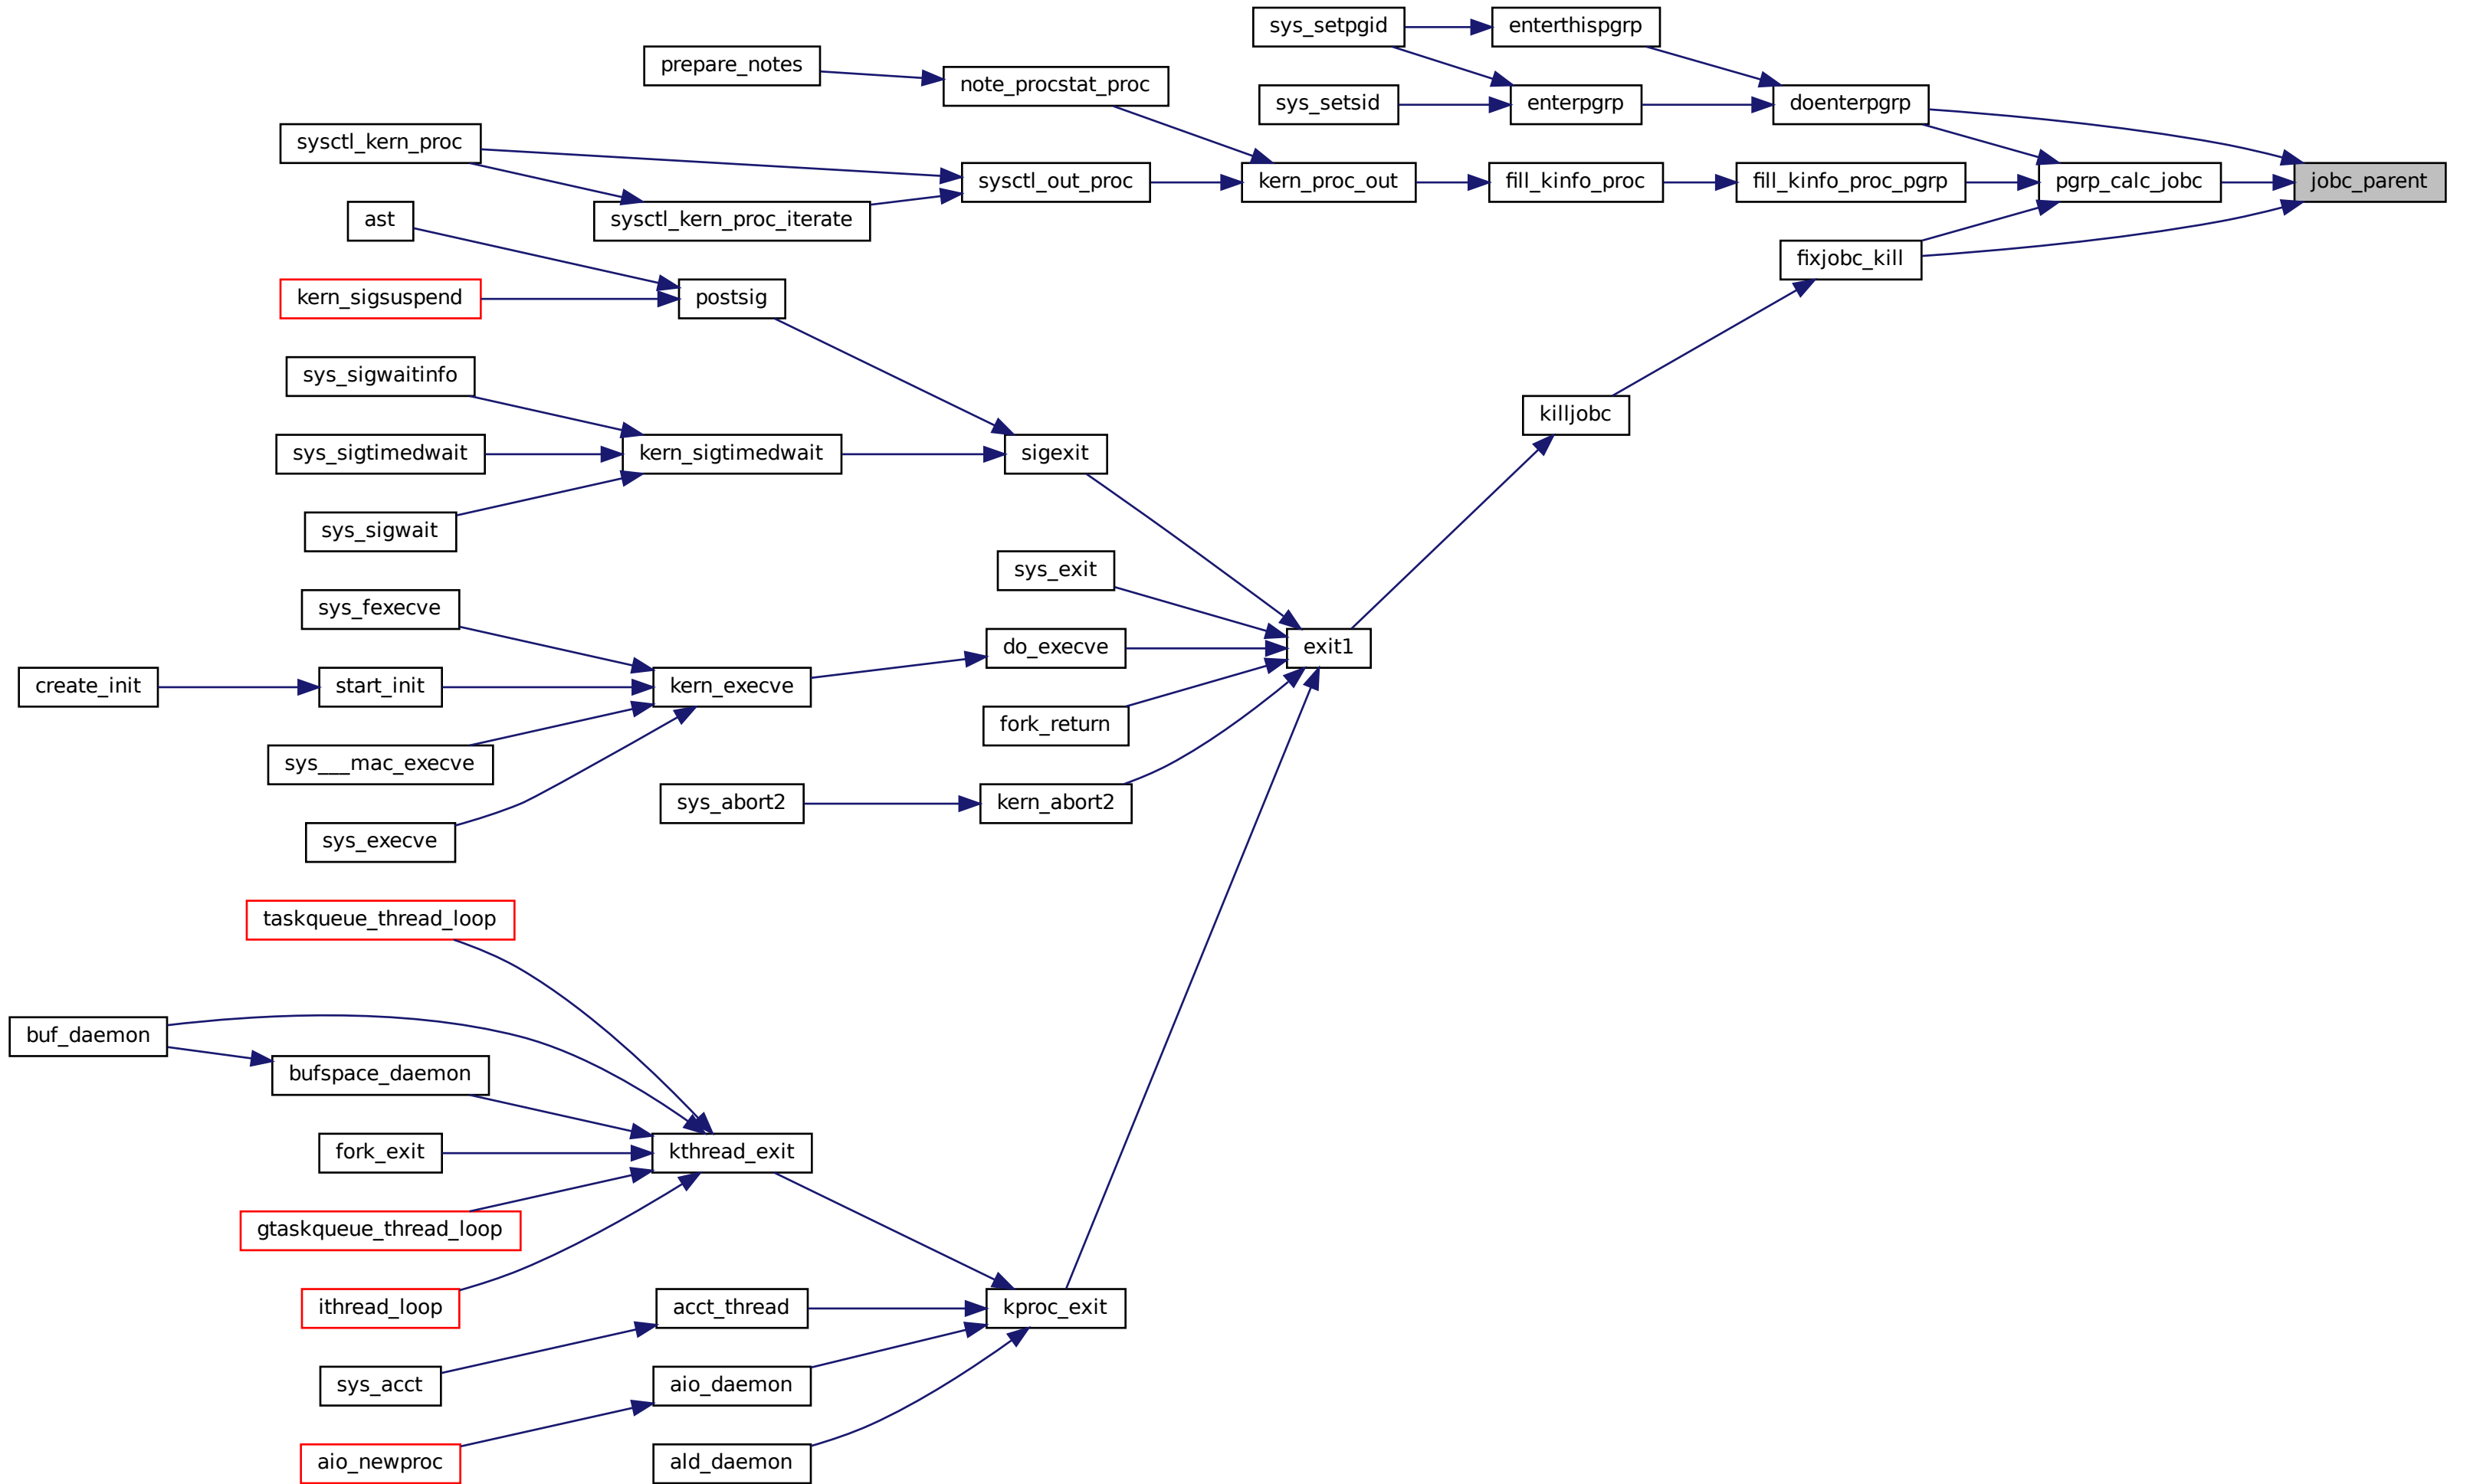 sys_setpgid
enterthispgrp
prepare_notes
note_procstat_proc
sys_setsid
enterpgrp
doenterpgrp
sysctl_kern_proc
sysctl_out_proc
kern_proc_out
fill_kinfo_proc
fill_kinfo_proc_pgrp
pgrp_calc_jobc
jobc_parent
ast
sysctl_kern_proc_iterate
fixjobc_kill
kern_sigsuspend
postsig
sys_sigwaitinfo
killjobc
sys_sigtimedwait
kern_sigtimedwait
sigexit
sys_sigwait
sys_exit
sys_fexecve
do_execve
exit1
create_init
start_init
kern_execve
fork_return
sys___mac_execve
sys_abort2
kern_abort2
sys_execve
taskqueue_thread_loop
buf_daemon
bufspace_daemon
fork_exit
kthread_exit
gtaskqueue_thread_loop
ithread_loop
acct_thread
kproc_exit
sys_acct
aio_daemon
aio_newproc
ald_daemon